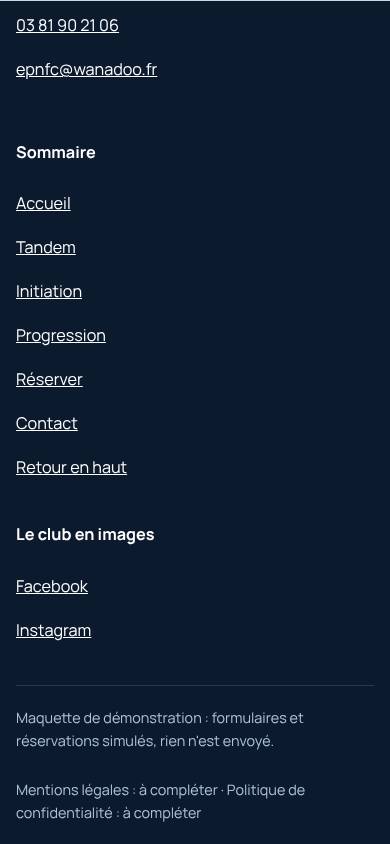 03 81 90 21 06
epnfc@wanadoo.fr
Sommaire
Accueil
Tandem
Initiation
Progression
Réserver
Contact
Retour en haut
Le club en images
Facebook
Instagram
Maquette de démonstration : formulaires et
réservations simulés, rien n'est envoyé.
Mentions légales : à compléter · Politique de
confidentialité : à compléter